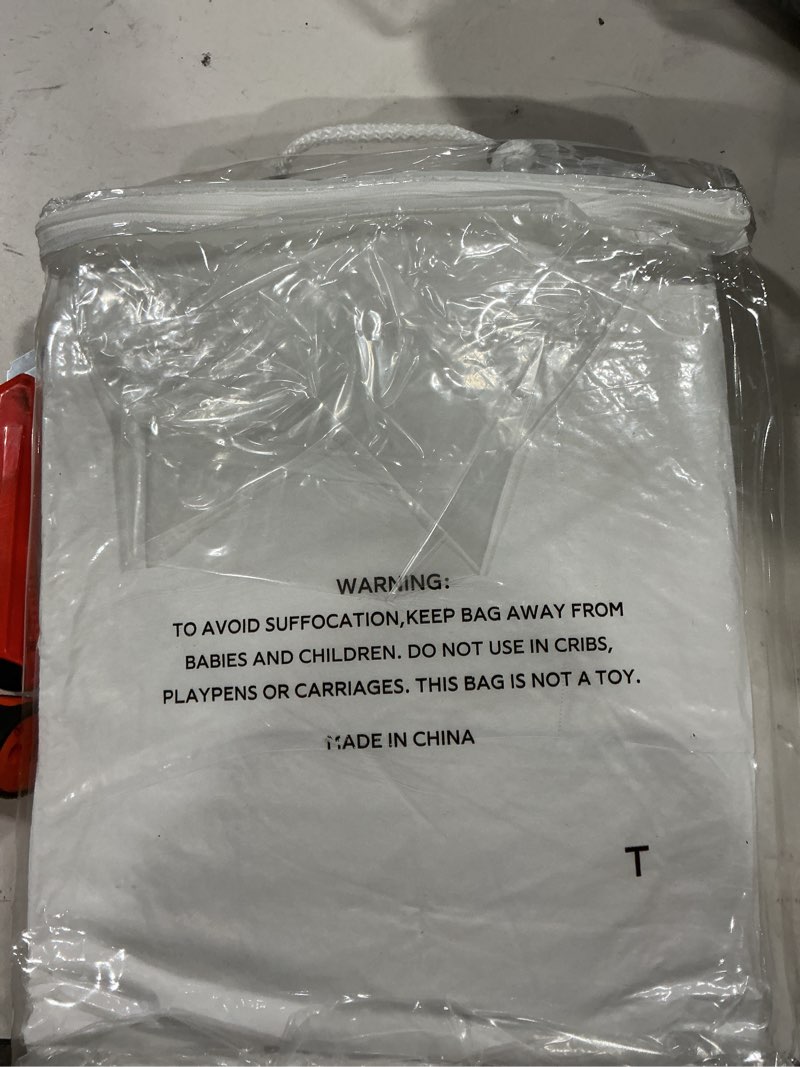 WARNING:
TO AVOID SUFFOCATION,KEEP BAG AWAY FROM
BABIES AND CHILDREN. DO NOT USE IN CRIBS,
PLAYPENS OR CARRIAGES. THIS BAG IS NOT A TOY.
MADE IN CHINA
T